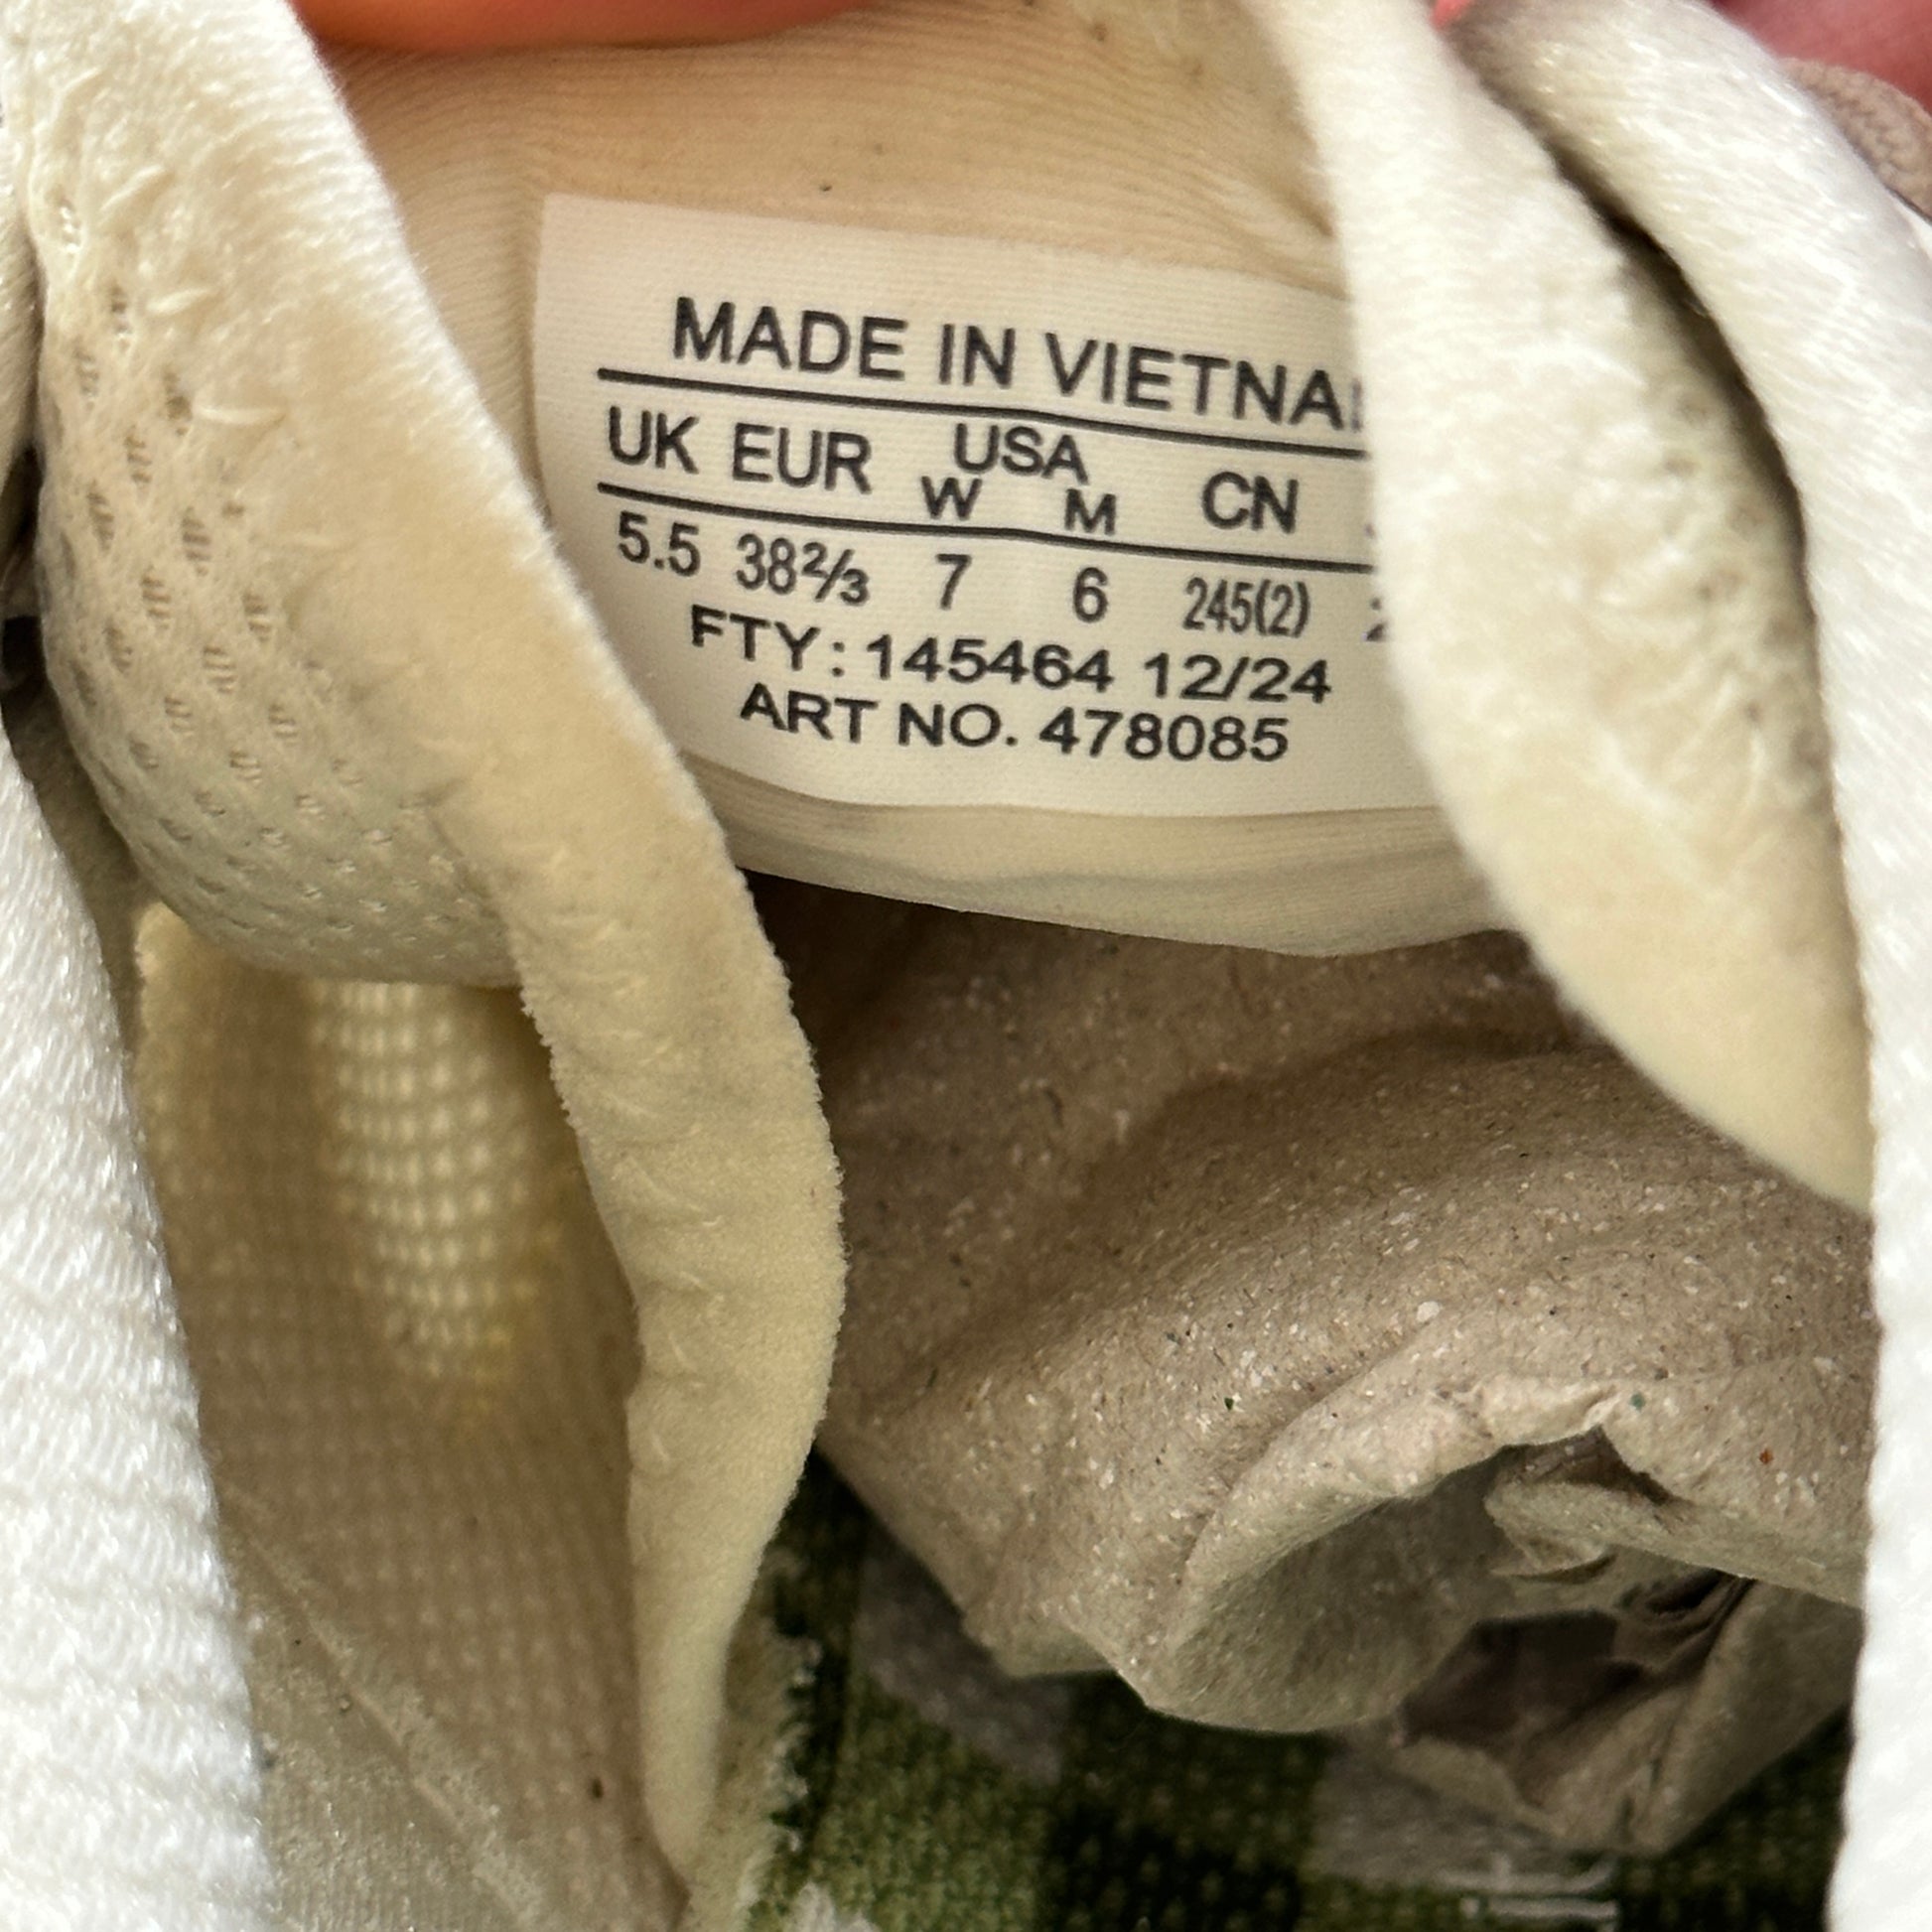 MADE IN VIETNA
UK EUR USA CN
W M
5.5 38⅔ 7 6 245(2)
FTY: 145464 12/24
ART NO. 478085